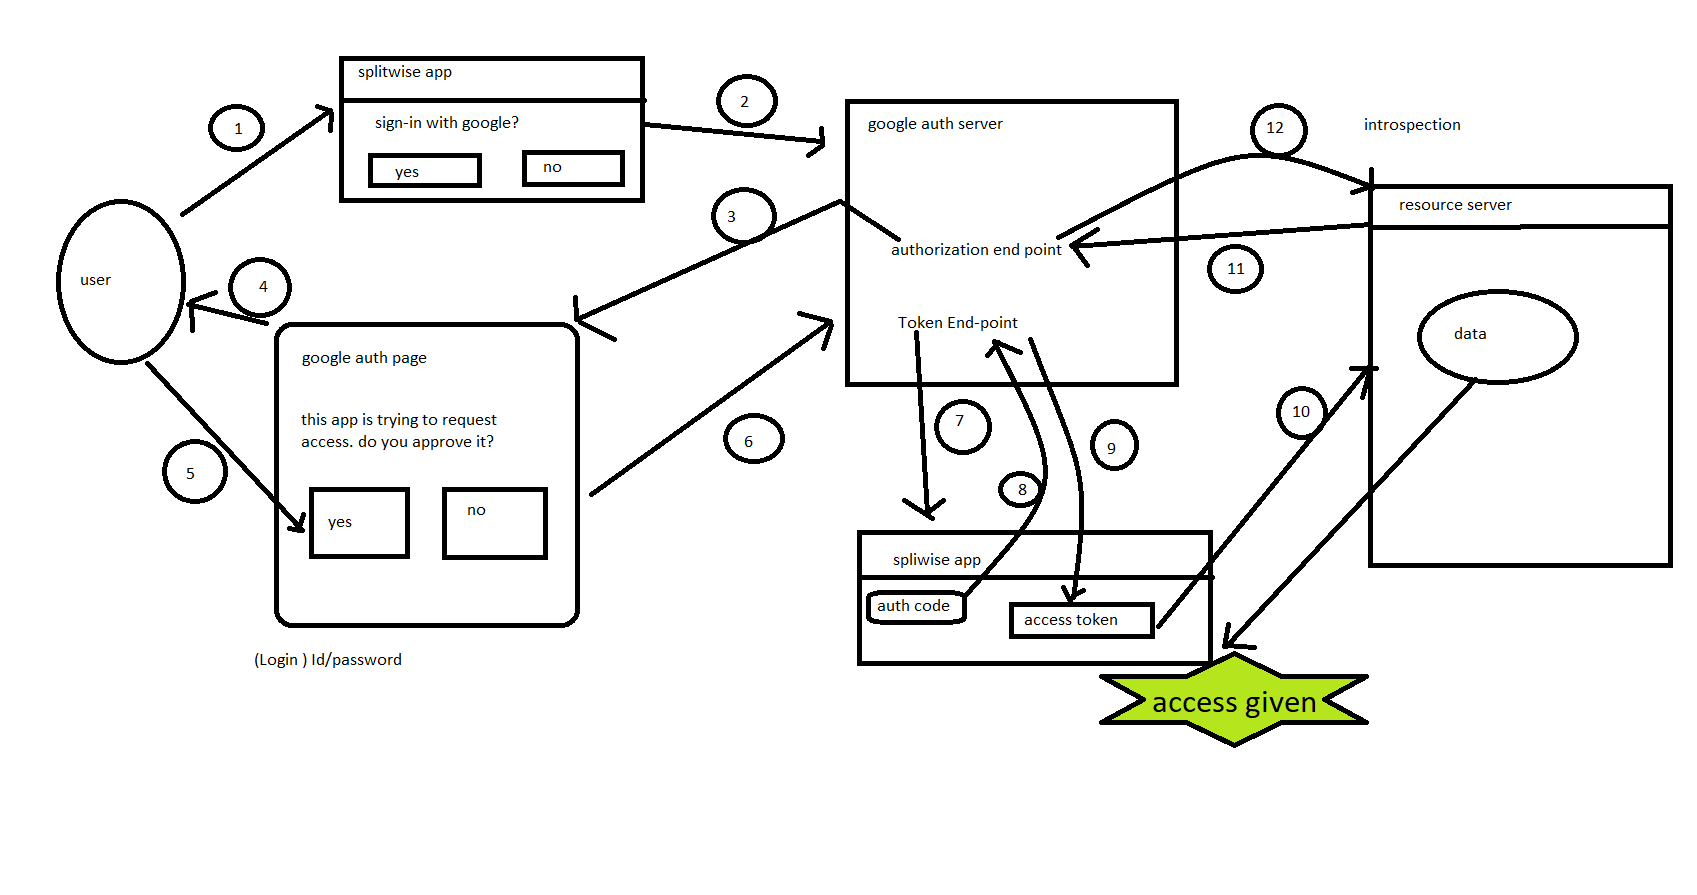 splitwise app
sign-in with google?
yes
no
1
2
google auth server
12
introspection
resource server
3
authorization end point
11
user
4
Token End-point
data
google auth page
this app is trying to request
access. do you approve it?
5
yes
no
6
7
8
9
10
spliwise app
auth code
access token
(Login ) Id/password
access given